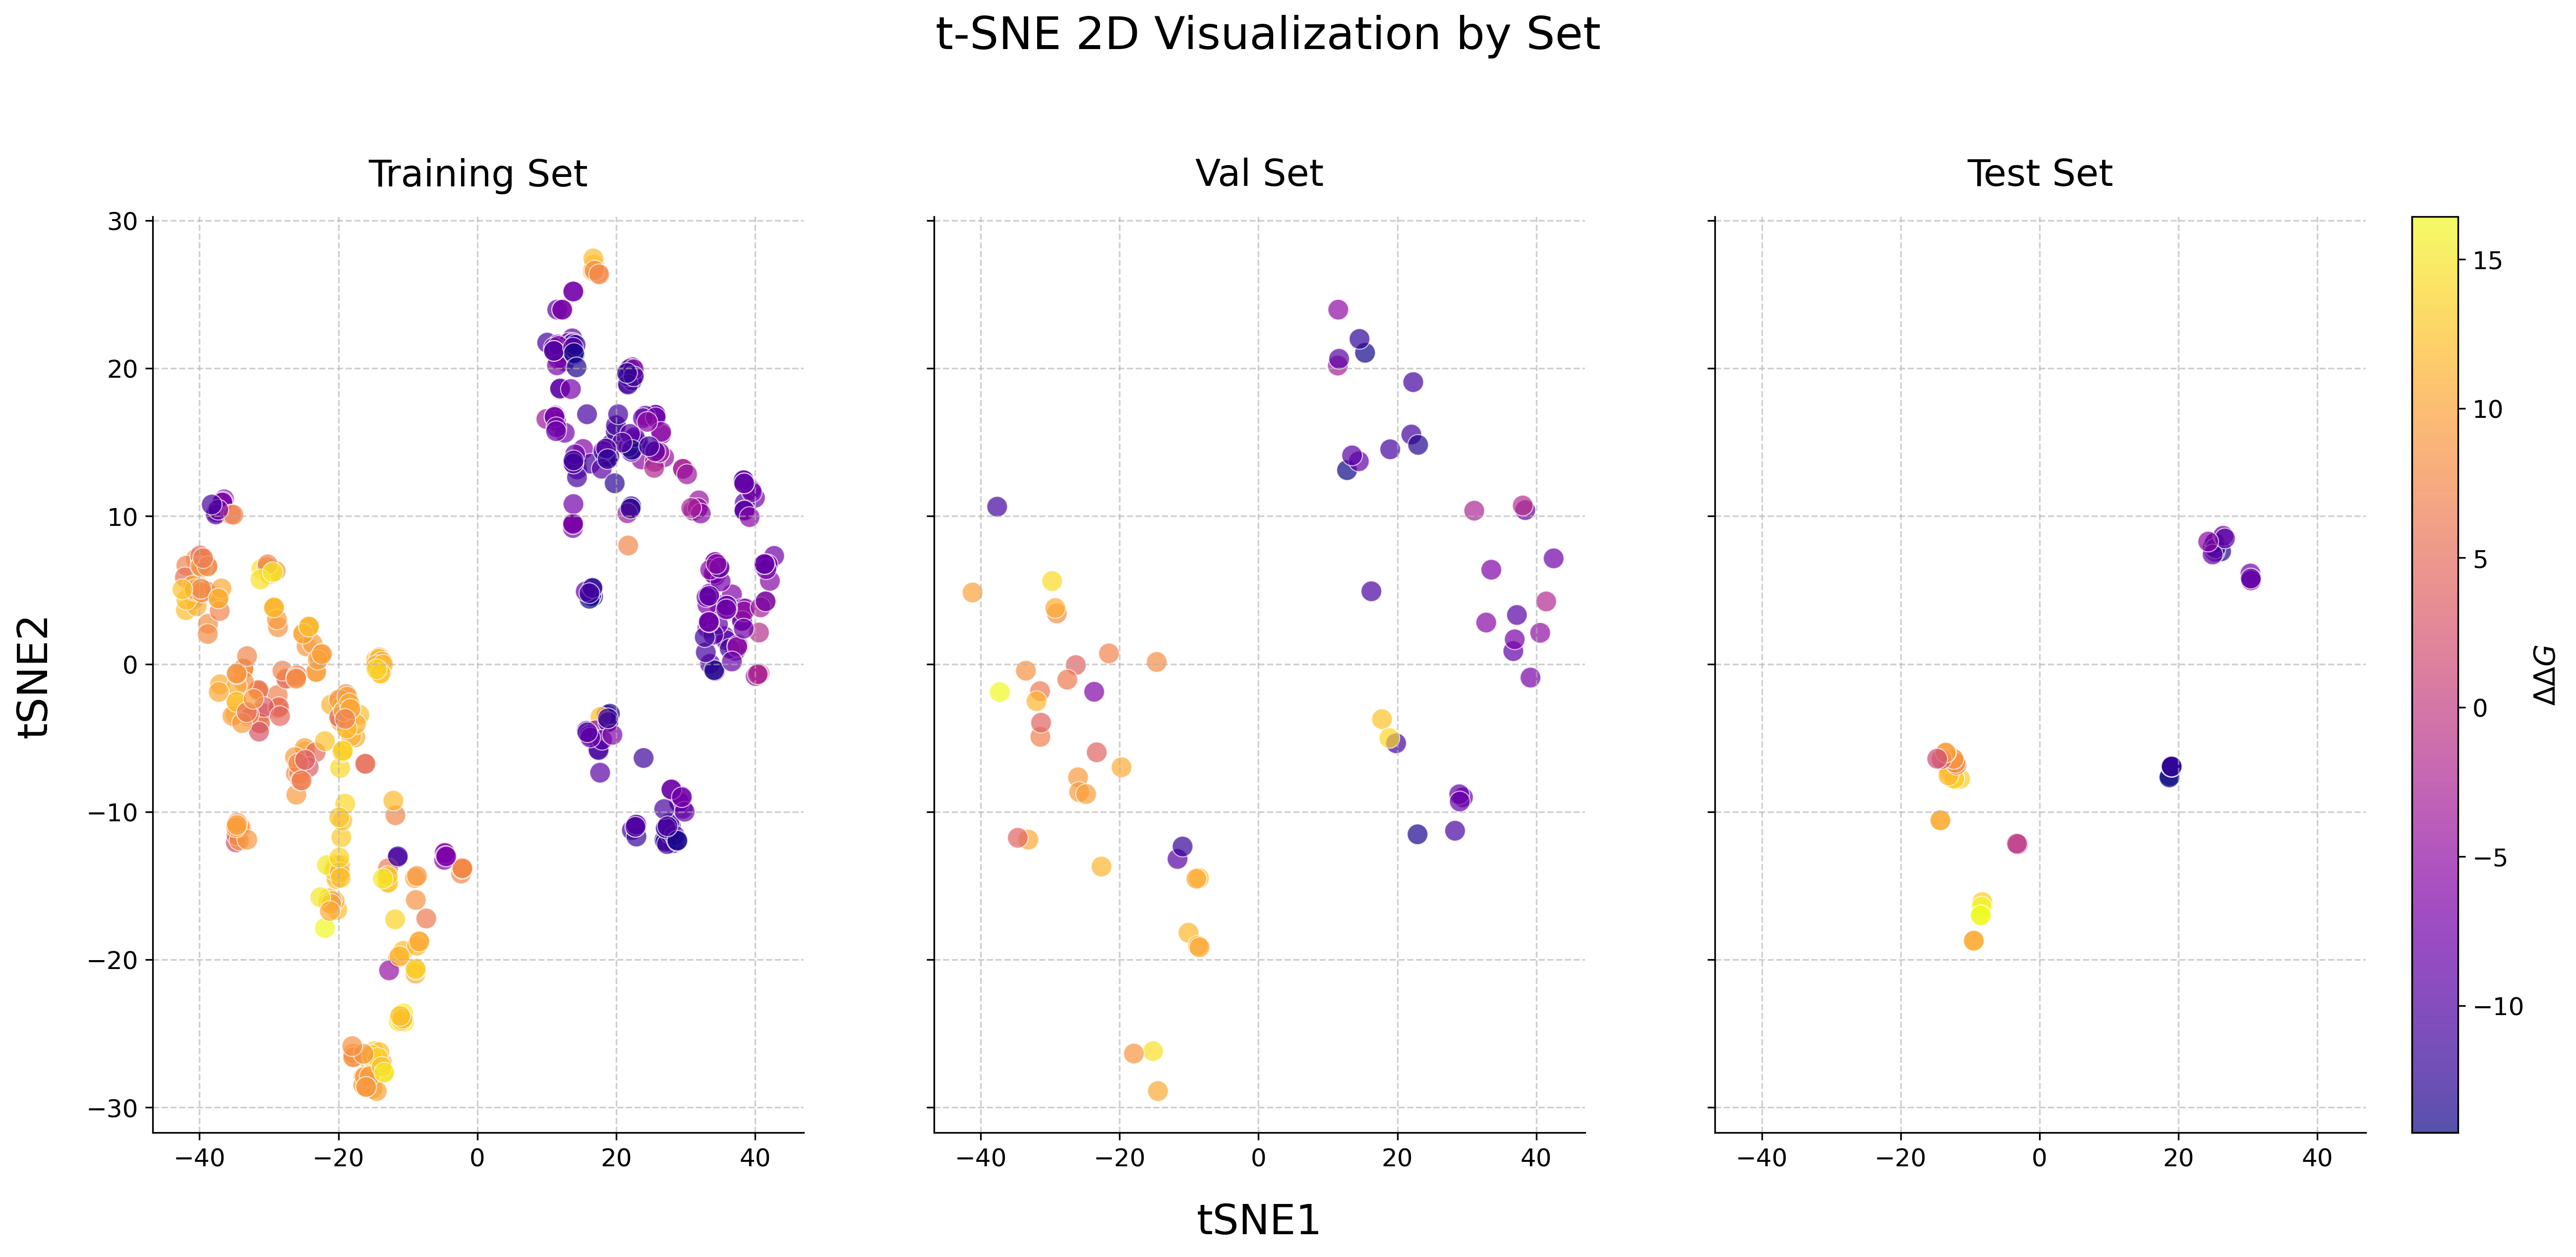 t-SNE 2D Visualization by Set
Training Set
Val Set
Test Set
30
20
10
0
−10
−20
−30
tSNE2
−40 −20 0 20 40
−40 −20 0 20 40
−40 −20 0 20 40
tSNE1
15
10
5
0
−5
−10
ΔΔG